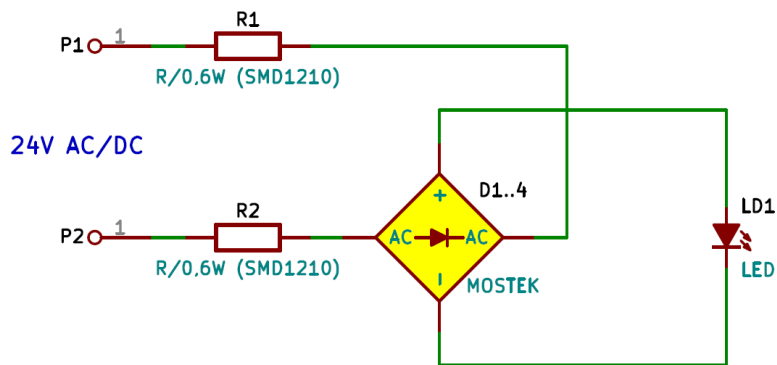 R1
P1 1
R/0,6W (SMD1210)
24V AC/DC
+
D1..4
R2
LD1
P2 1
AC AC
R/0,6W (SMD1210)
LED
-
MOSTEK